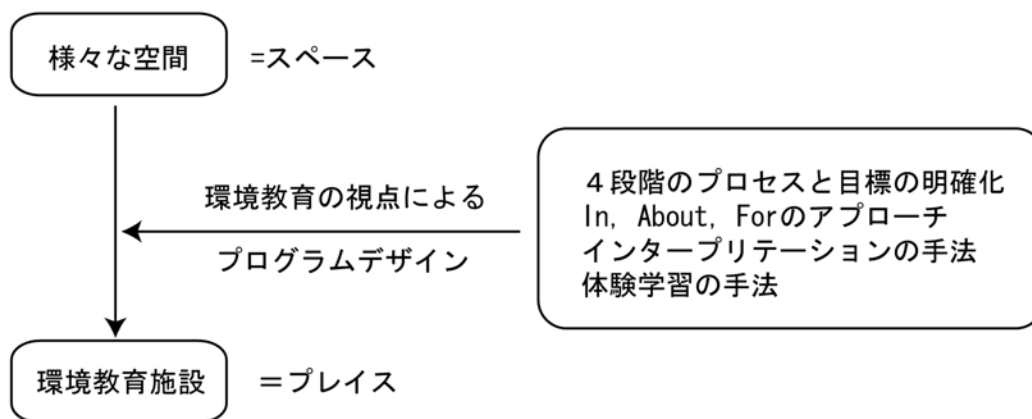 様々な空間 =スペース
環境教育の視点による
プログラムデザイン
4段階のプロセスと目標の明確化
In, About, Forのアプローチ
インタープリテーションの手法
体験学習の手法
環境教育施設 =プレイス